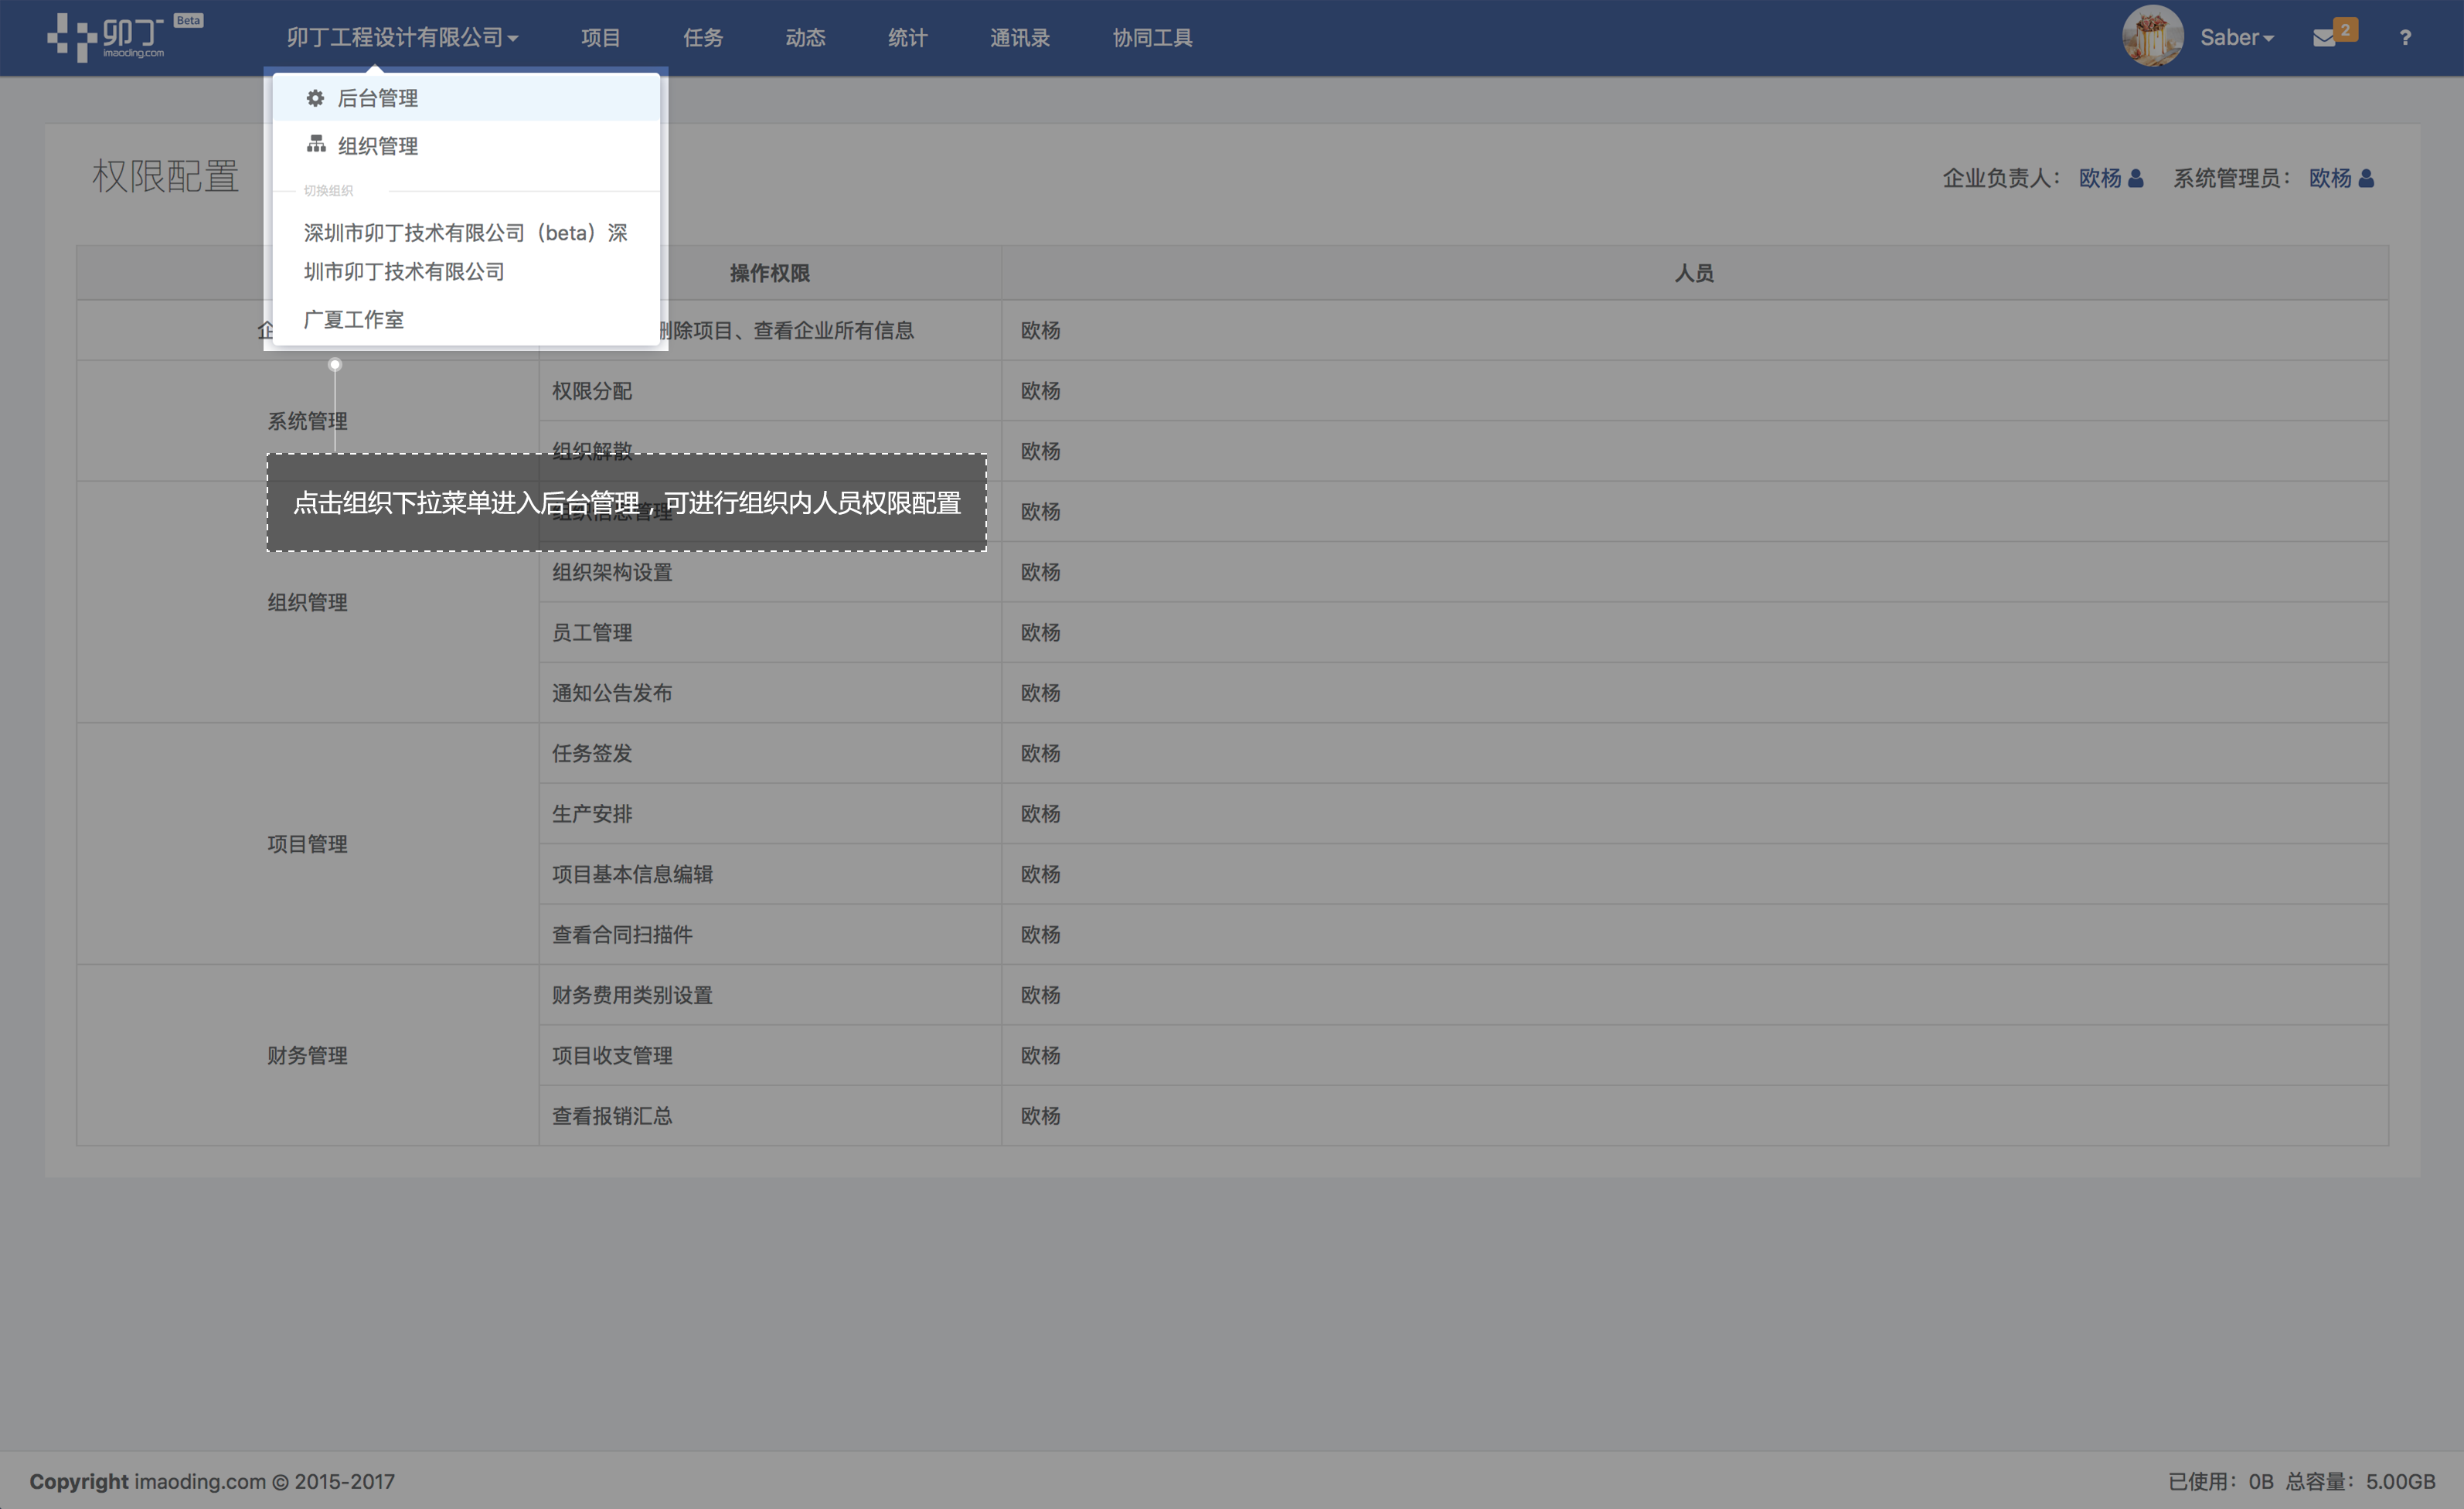 卯丁 Beta
imaoding.com
卯丁工程设计有限公司 项目 任务 动态 统计 通讯录 协同工具 Saber 2 ?
后台管理
组织管理
切换组织
深圳市卯丁技术有限公司（beta）深
圳市卯丁技术有限公司
广夏工作室
权限配置 企业负责人： 欧杨 系统管理员： 欧杨
操作权限 人员
删除项目、查看企业所有信息 欧杨
系统管理
权限分配 欧杨
组织解散 欧杨
点击组织下拉菜单进入后台管理，可进行组织内人员权限配置
组织管理
组织信息管理 欧杨
组织架构设置 欧杨
员工管理 欧杨
通知公告发布 欧杨
项目管理
任务签发 欧杨
生产安排 欧杨
项目基本信息编辑 欧杨
查看合同扫描件 欧杨
财务管理
财务费用类别设置 欧杨
项目收支管理 欧杨
查看报销汇总 欧杨
Copyright imaoding.com © 2015-2017 已使用：0B 总容量：5.00GB